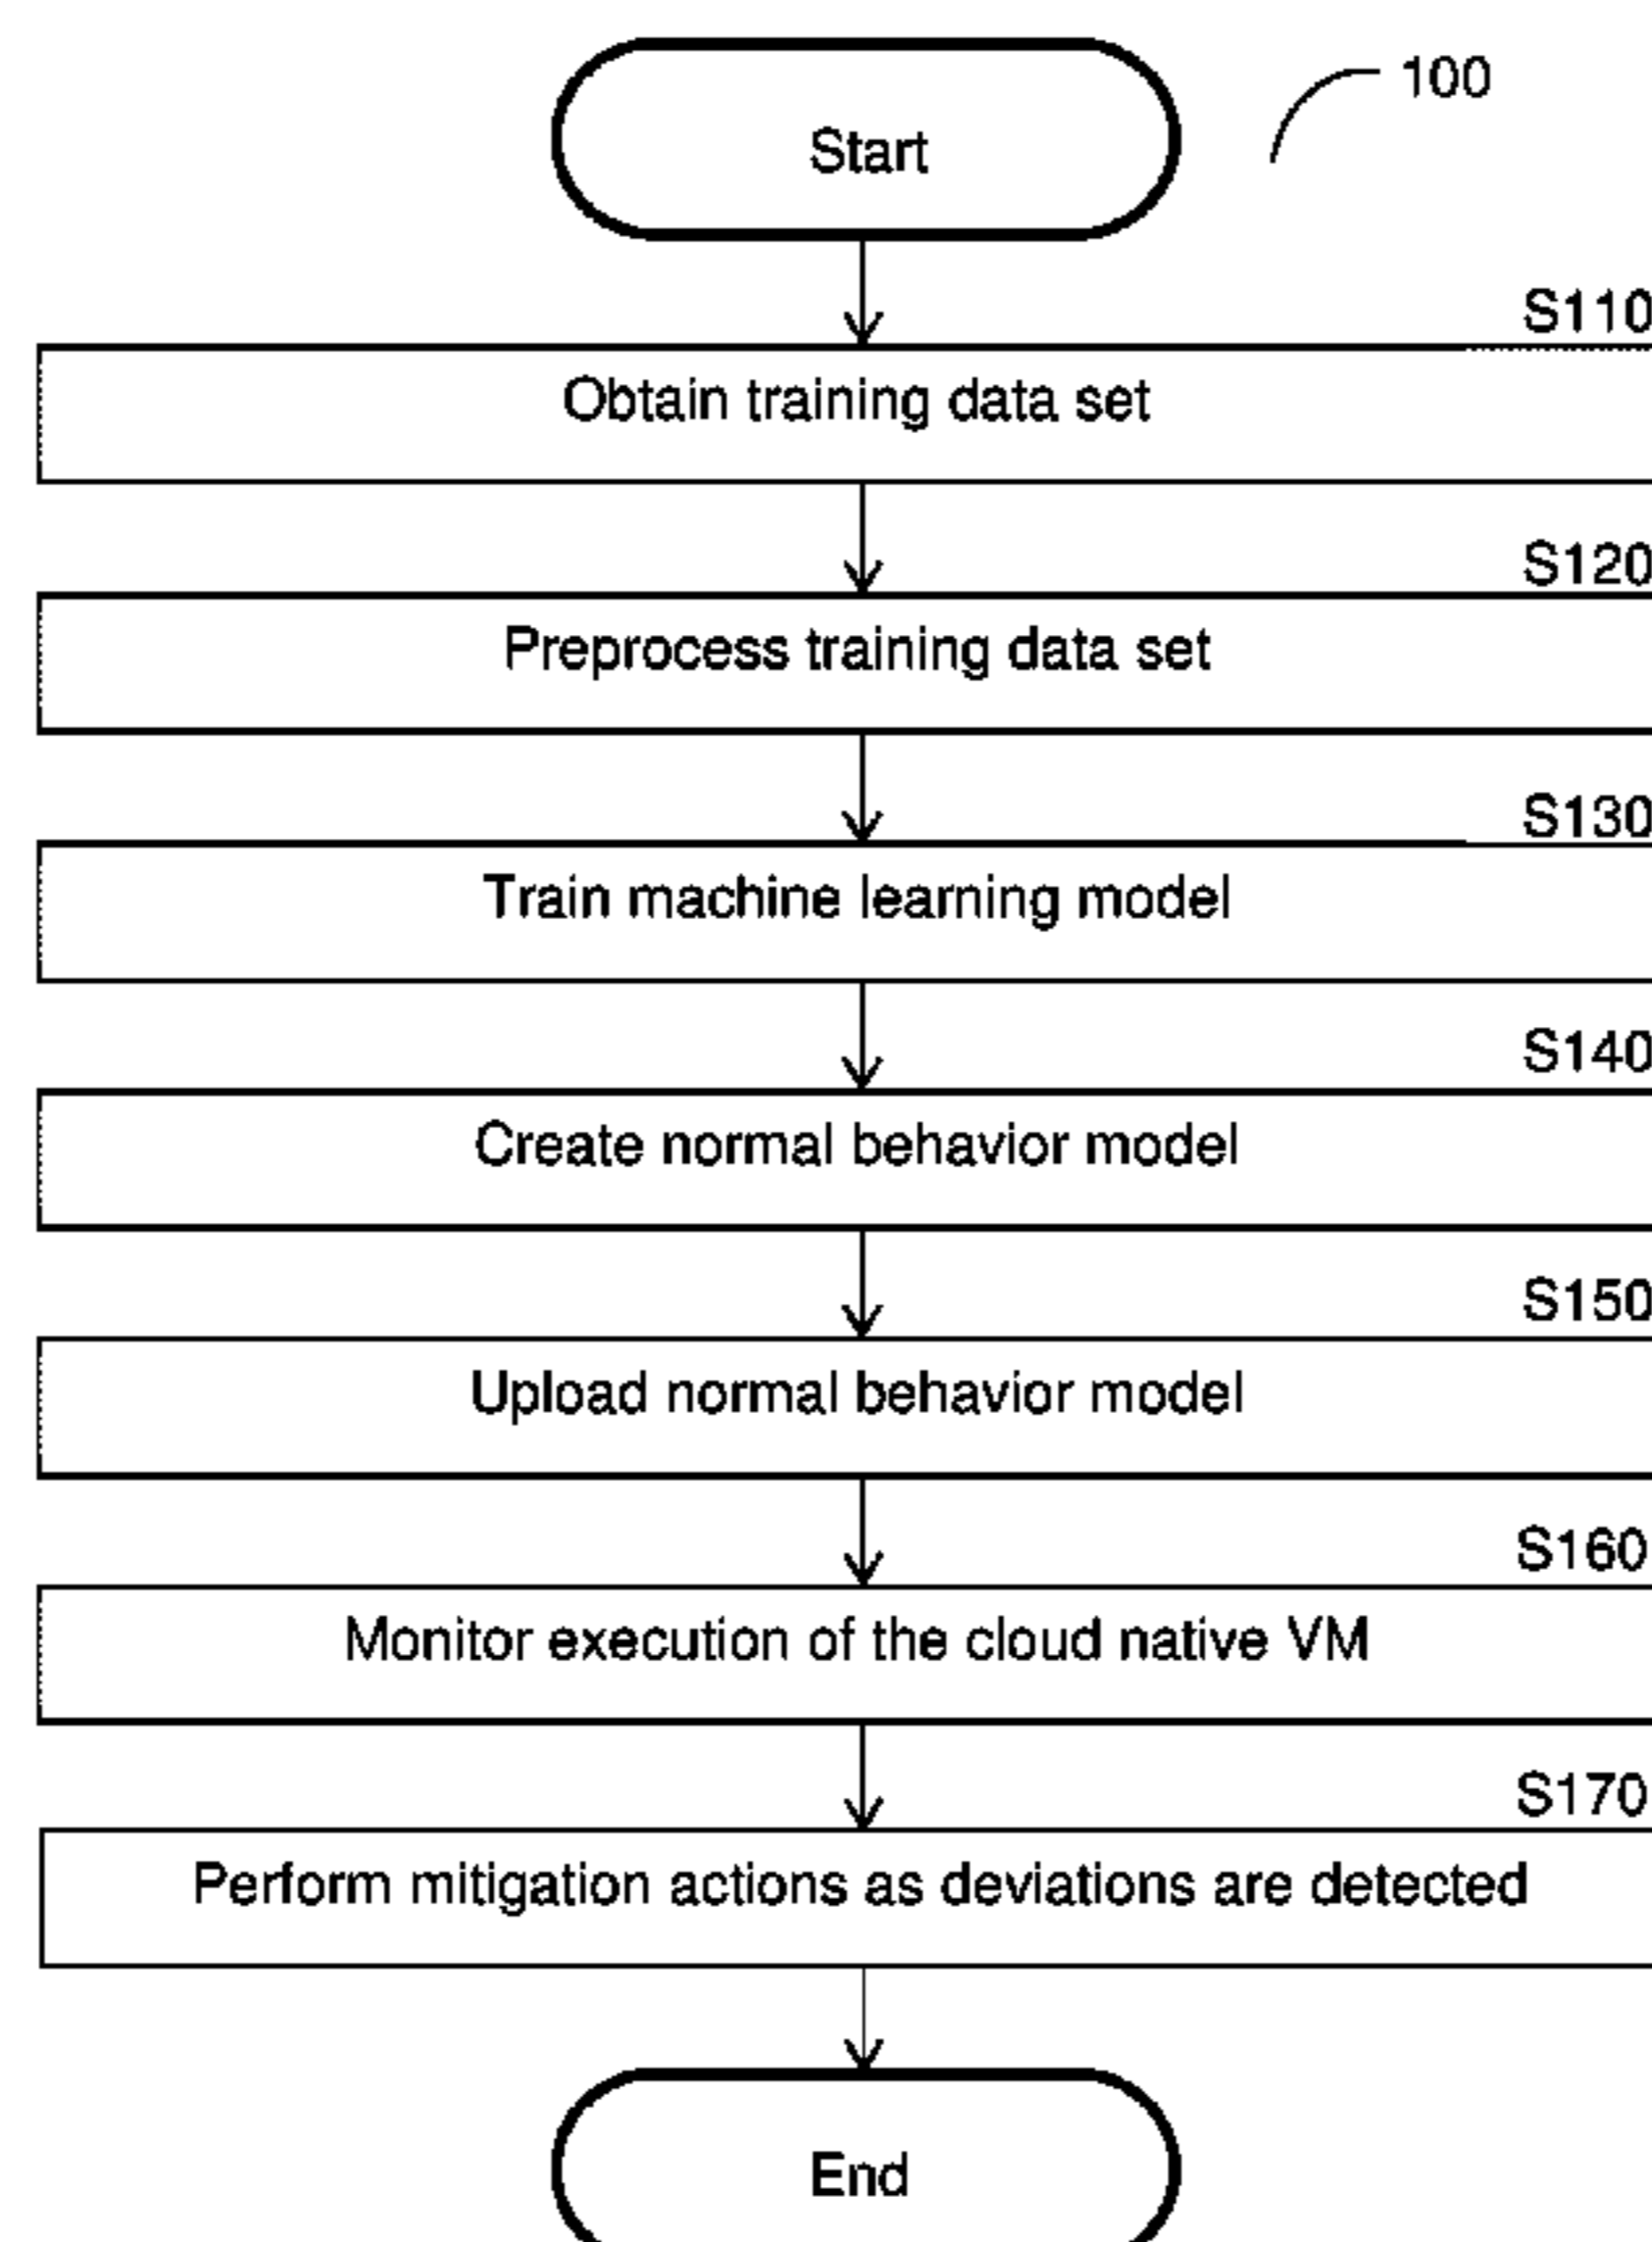 100
Start
S110
Obtain training data set
S120
Preprocess training data set
S130
Train machine learning model
S140
Create normal behavior model
S150
Upload normal behavior model
S160
Monitor execution of the cloud native VM
S170
Perform mitigation actions as deviations are detected
End